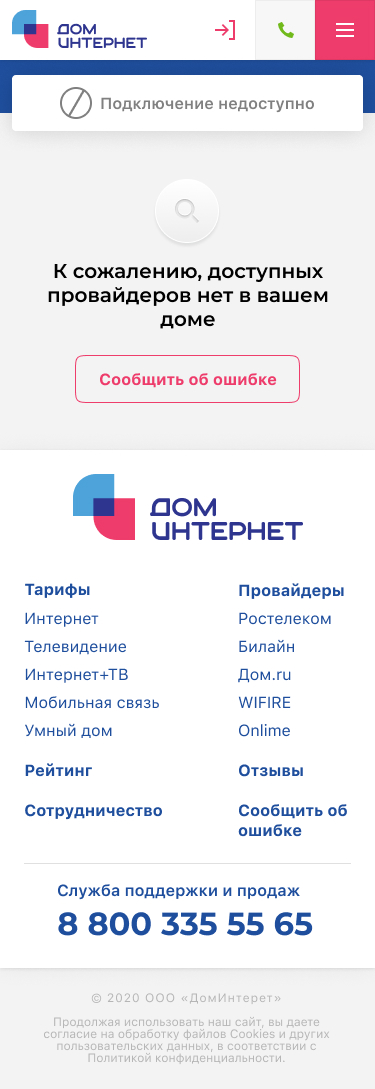 ДОМ
ИНТЕРНЕТ
Подключение недоступно
К сожалению, доступных
провайдеров нет в вашем
доме
Сообщить об ошибке
ДОМ
ИНТЕРНЕТ
Тарифы
Интернет
Телевидение
Интернет+ТВ
Мобильная связь
Умный дом
Рейтинг
Сотрудничество
Провайдеры
Ростелеком
Билайн
Дом.ru
WIFIRE
Onlime
Отзывы
Сообщить об
ошибке
Служба поддержки и продаж
8 800 335 55 65
© 2020 ООО «ДомИнтерет»
Продолжая использовать наш сайт, вы даете
согласие на обработку файлов Cookies и других
пользовательских данных, в соответствии с
Политикой конфиденциальности.